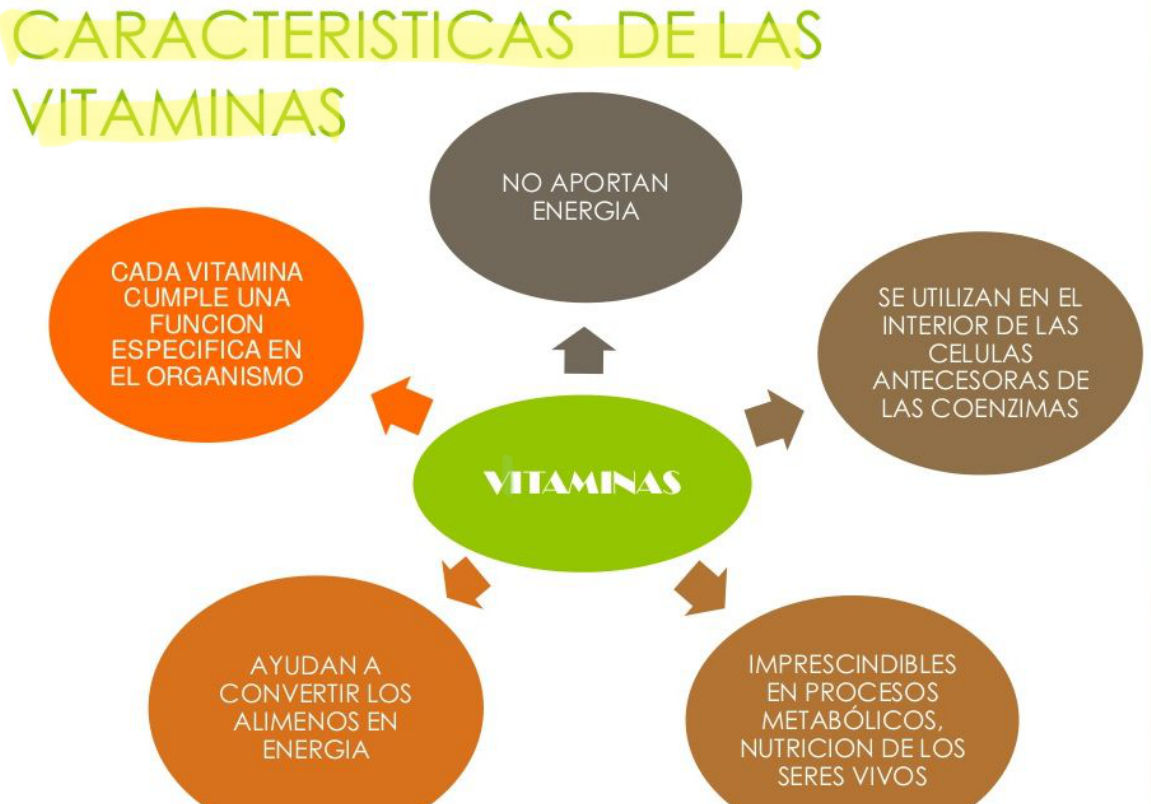 CARACTERISTICAS DE LAS
VITAMINAS
NO APORTAN
ENERGIA
SE UTILIZAN EN EL
INTERIOR DE LAS
CELULAS
ANTECESORAS DE
LAS COENZIMAS
IMPRESCINDIBLES
EN PROCESOS
METABÓLICOS,
NUTRICION DE LOS
SERES VIVOS
AYUDAN A
CONVERTIR LOS
ALIMENOS EN
ENERGIA
CADA VITAMINA
CUMPLE UNA
FUNCION
ESPECIFICA EN
EL ORGANISMO
VITAMINAS